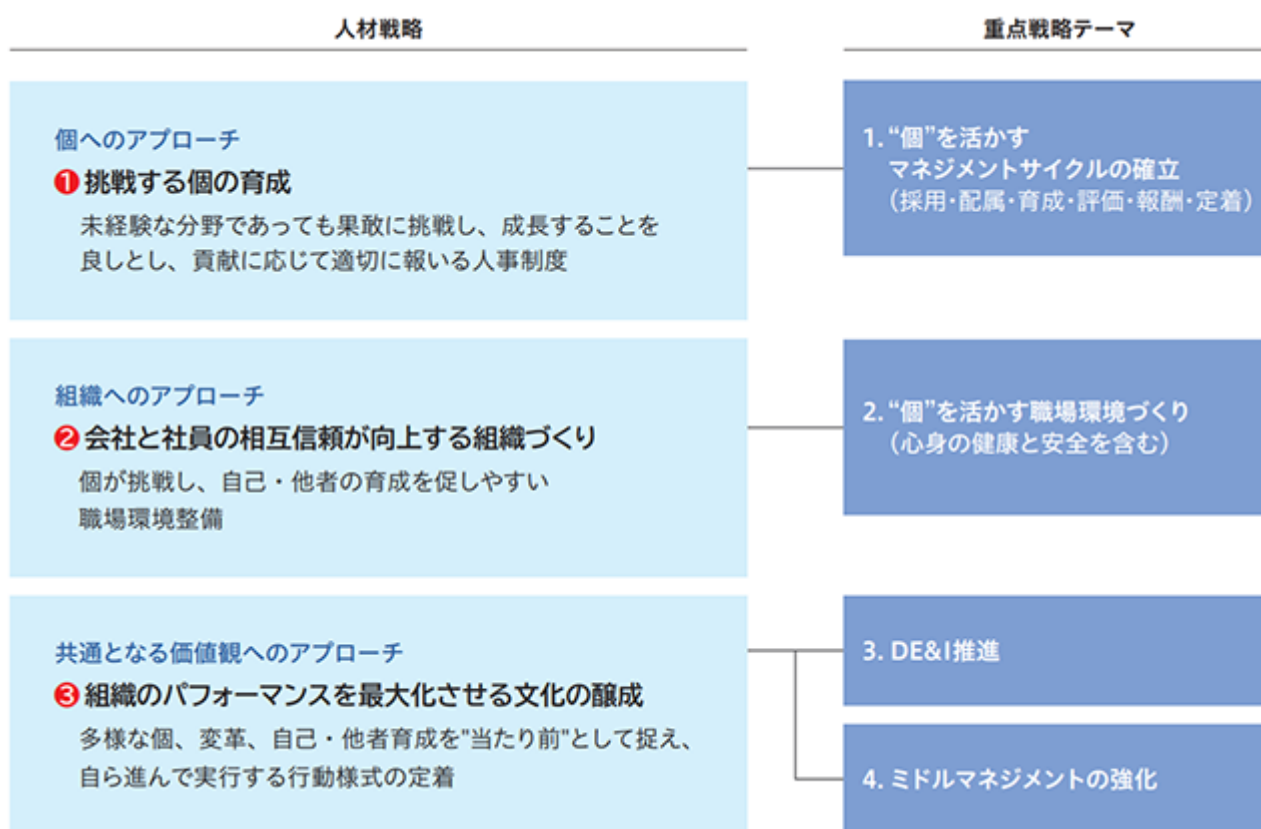 人材戦略
重点戦略テーマ
個へのアプローチ
❶挑戦する個の育成
未経験な分野であっても果敢に挑戦し、成長することを
良しとし、貢献に応じて適切に報いる人事制度
1. “個”を活かす
マネジメントサイクルの確立
（採用・配属・育成・評価・報酬・定着）
組織へのアプローチ
❷会社と社員の相互信頼が向上する組織づくり
個が挑戦し、自己・他者の育成を促しやすい
職場環境整備
2. “個”を活かす職場環境づくり
（心身の健康と安全を含む）
共通となる価値観へのアプローチ
❸組織のパフォーマンスを最大化させる文化の醸成
多様な個、変革、自己・他者育成を"当たり前"として捉え、
自ら進んで実行する行動様式の定着
3. DE&I推進
4. ミドルマネジメントの強化